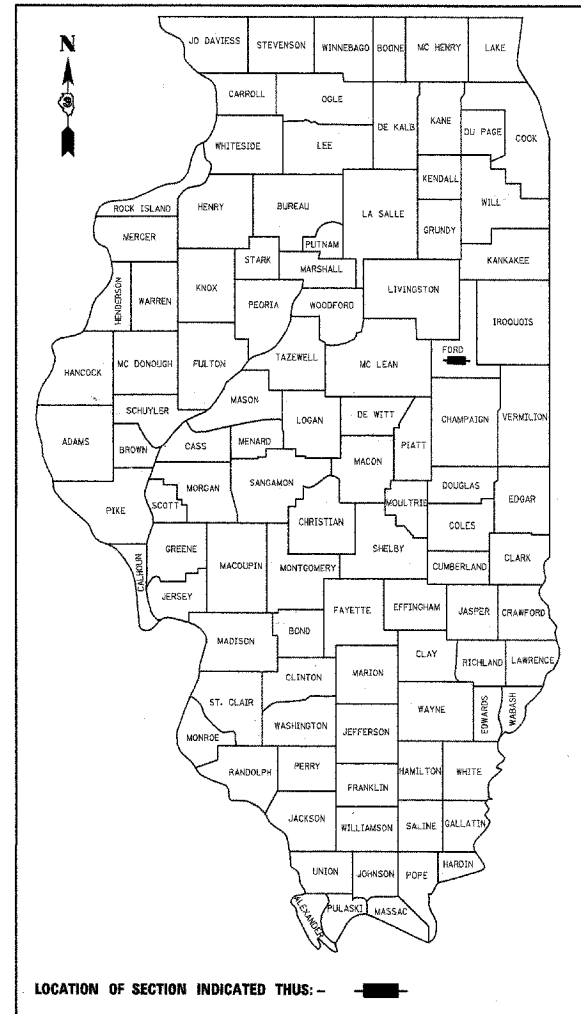 N
JO DAVIESS STEVENSON WINNEBAGO BOONE MC HENRY LAKE
CARROLL OGLE DE KALB KANE DU PAGE COOK
WHITESIDE LEE
KENDALL WILL
ROCK ISLAND HENRY BUREAU LA SALLE GRUNDY
MERCER PUTNAM
STARK MARSHALL KANKAKEE
HENDERSON WARREN KNOX PEORIA WOODFORD LIVINGSTON IROQUOIS
FORD
HANCOCK MC DONOUGH FULTON TAZEWELL MC LEAN
SCHUYLER MASON LOGAN DE WITT CHAMPAIGN VERMILION
ADAMS BROWN CASS MENARD PIATT
MACON
PIKE SCOTT MORGAN SANGAMON CHRISTIAN MOULTRIE DOUGLAS EDGAR
COLES
CALHOUN GREENE MACOUPIN MONTGOMERY SHELBY CUMBERLAND CLARK
JERSEY FAYETTE EFFINGHAM JASPER CRAWFORD
MADISON BOND
CLAY RICHLAND LAWRENCE
CLINTON MARION
ST. CLAIR WAYNE EDWARDS WABASH
MONROE WASHINGTON JEFFERSON
RANDOLPH PERRY HAMILTON WHITE
FRANKLIN
JACKSON WILLIAMSON SALINE GALLATIN
UNION JOHNSON POPE HARDIN
ALEXANDER PULASKI MASSAC
LOCATION OF SECTION INDICATED THUS: -